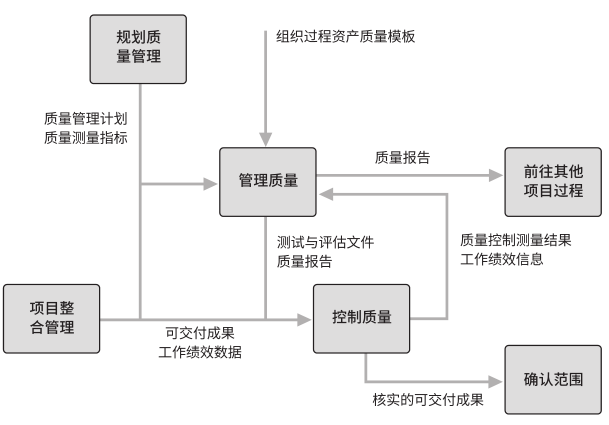 规划质
量管理
组织过程资产质量模板
质量管理计划
质量测量指标
质量报告
管理质量
前往其他
项目过程
测试与评估文件
质量报告
质量控制测量结果
工作绩效信息
项目整
合管理
控制质量
可交付成果
工作绩效数据
确认范围
核实的可交付成果